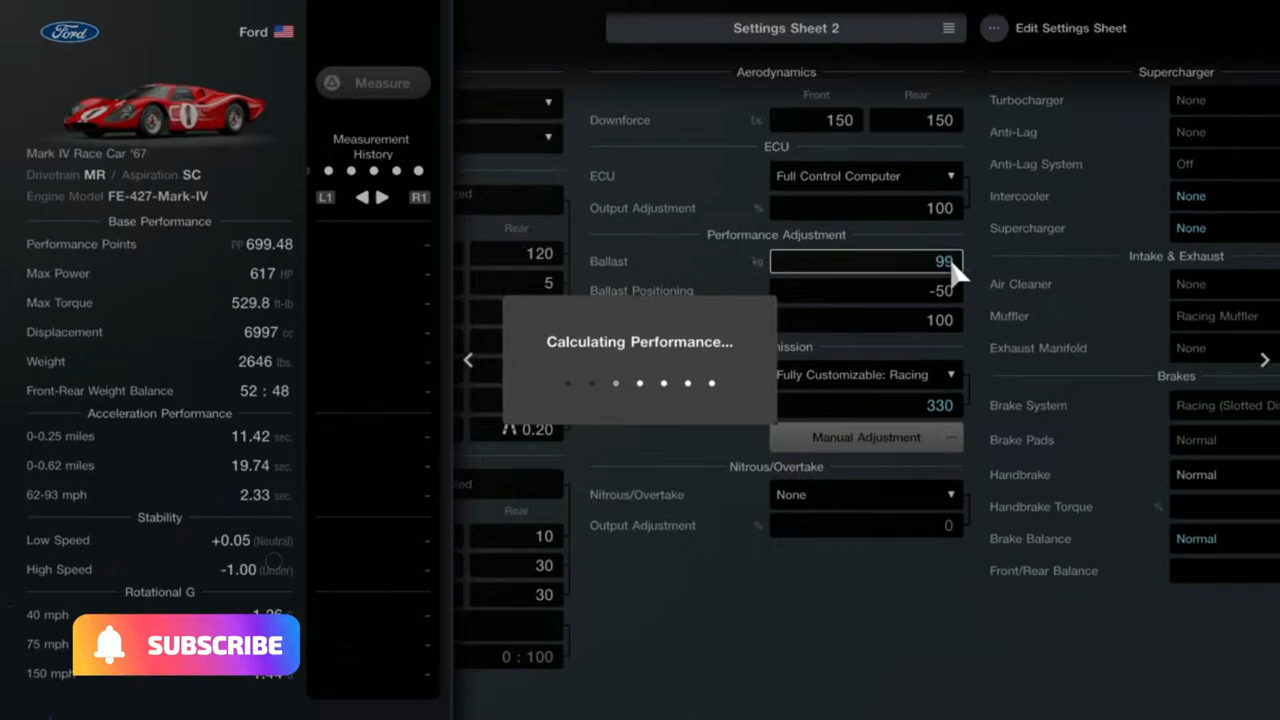 Ford
Ford
Mark IV Race Car '67
Drivetrain MR / Aspiration SC
Engine Model FE-427-Mark-IV
Base Performance
Performance Points PP 699.48
Max Power 617 HP
Max Torque 529.8 ft-lb
Displacement 6997 cc
Weight 2646 lbs.
Front-Rear Weight Balance 52 : 48
Acceleration Performance
0-0.25 miles 11.42 sec.
0-0.62 miles 19.74 sec.
62-93 mph 2.33 sec.
Stability
Low Speed +0.05 (Neutral)
High Speed -1.00 (Under)
Rotational G
40 mph
75 mph
150 mph
SUBSCRIBE
Measure
Measurement
History
L1 R1
Rear
120
5
0.20
Rear
10
30
30
0 : 100
Settings Sheet 2
Edit Settings Sheet
Aerodynamics
Front Rear
Downforce Lv. 150 150
ECU
ECU Full Control Computer
Output Adjustment % 100
Performance Adjustment
Ballast kg 99
Ballast Positioning -50
100
Calculating Performance...
Fully Customizable: Racing
330
Manual Adjustment
Nitrous/Overtake
Nitrous/Overtake None
Output Adjustment % 0
Supercharger
Turbocharger None
Anti-Lag None
Anti-Lag System Off
Intercooler None
Supercharger None
Intake & Exhaust
Air Cleaner None
Muffler Racing Muffler
Exhaust Manifold None
Brakes
Brake System Racing (Slotted
Brake Pads Normal
Handbrake Normal
Handbrake Torque %
Brake Balance Normal
Front/Rear Balance